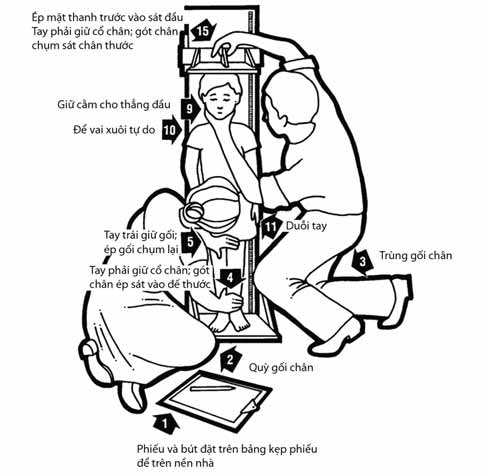 Ép mặt thanh trước vào sát đầu
Tay phải giữ cổ chân; gót chân
chụm sát chân thước
15
Giữ cằm cho thẳng đầu
9
Để vai xuôi tự do
10
Tay trái giữ gối;
ép gối chụm lại
5
11
Duỗi tay
Tay phải giữ cổ chân; gót
chân ép sát vào đế thước
4
3
Trùng gối chân
2
Quỳ gối chân
1
Phiếu và bút đặt trên bảng kẹp phiếu
để trên nền nhà